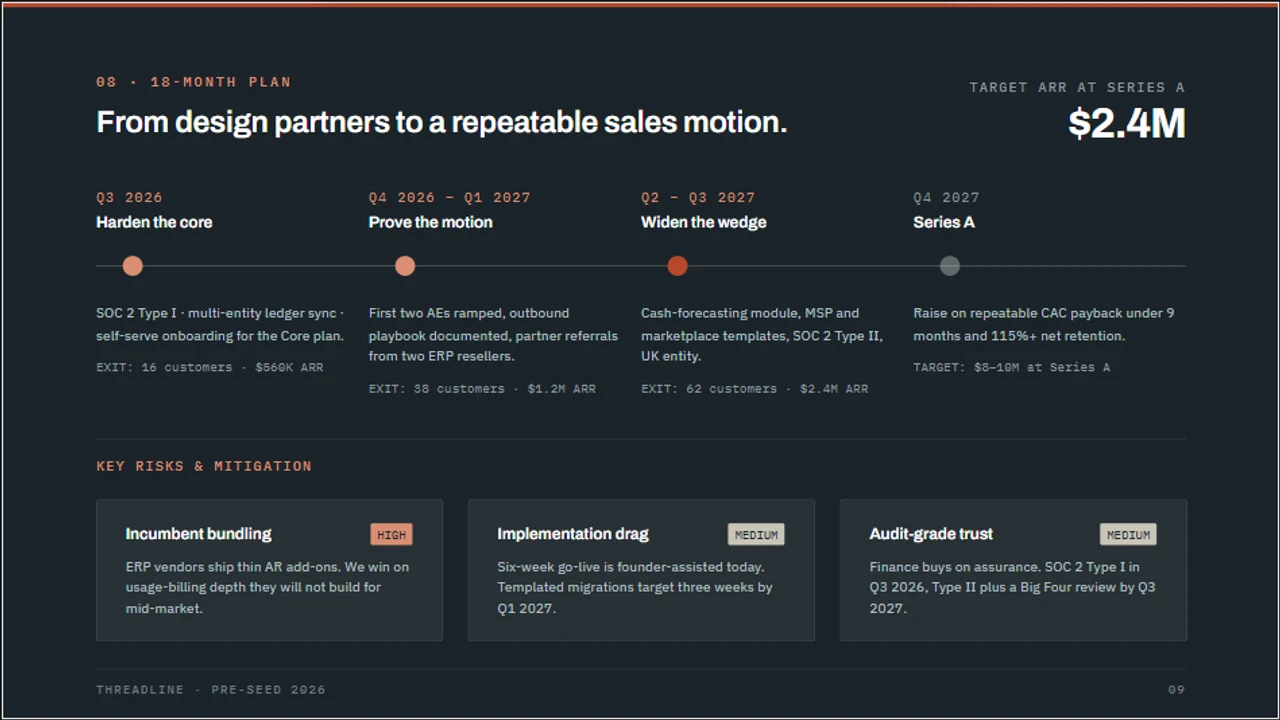 08 · 18-MONTH PLAN
From design partners to a repeatable sales motion.
TARGET ARR AT SERIES A
$2.4M
Q3 2026
Harden the core
SOC 2 Type I · multi-entity ledger sync ·
self-serve onboarding for the Core plan.
EXIT: 16 customers · $560K ARR
Q4 2026 – Q1 2027
Prove the motion
First two AEs ramped, outbound
playbook documented, partner referrals
from two ERP resellers.
EXIT: 38 customers · $1.2M ARR
Q2 – Q3 2027
Widen the wedge
Cash-forecasting module, MSP and
marketplace templates, SOC 2 Type II,
UK entity.
EXIT: 62 customers · $2.4M ARR
Q4 2027
Series A
Raise on repeatable CAC payback under 9
months and 115%+ net retention.
TARGET: $8–10M at Series A
KEY RISKS & MITIGATION
Incumbent bundling
HIGH
ERP vendors ship thin AR add-ons. We win on
usage-billing depth they will not build for
mid-market.
Implementation drag
MEDIUM
Six-week go-live is founder-assisted today.
Templated migrations target three weeks by
Q1 2027.
Audit-grade trust
MEDIUM
Finance buys on assurance. SOC 2 Type I in
Q3 2026, Type II plus a Big Four review by Q3
2027.
THREADLINE · PRE-SEED 2026
09